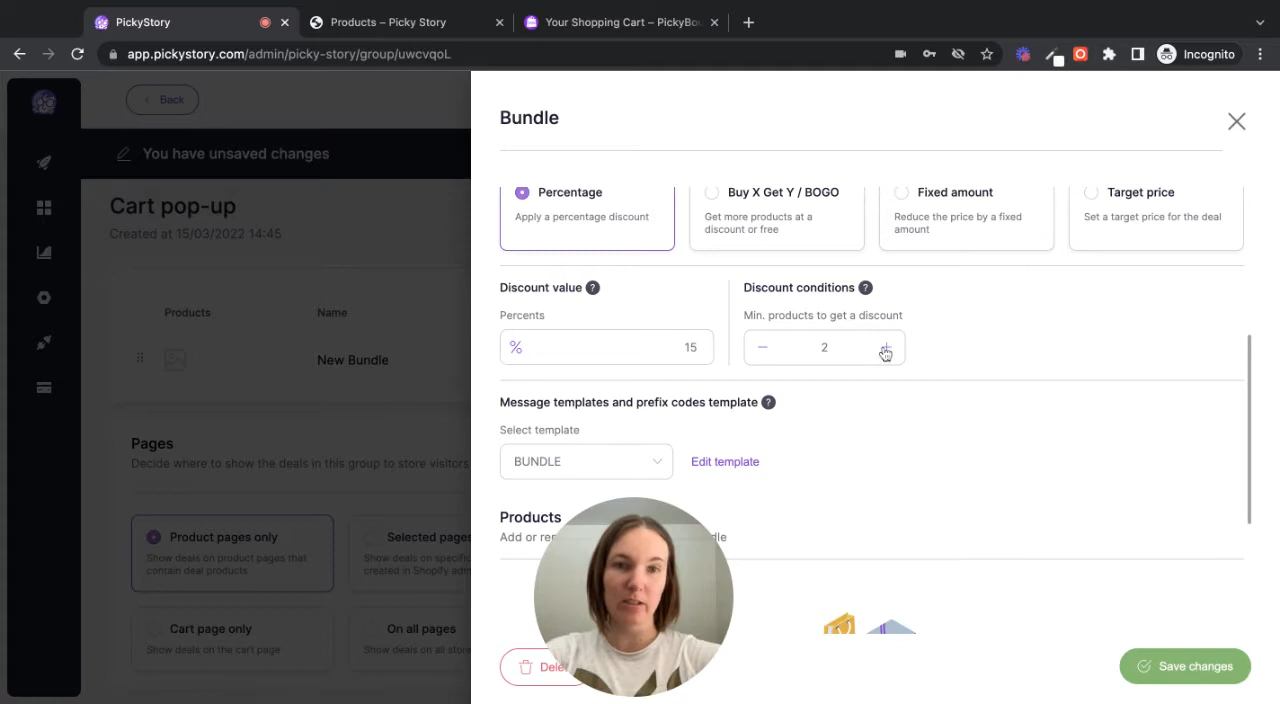 PickyStory
Products – Picky Story
Your Shopping Cart – PickyBou
app.pickystory.com/admin/picky-story/group/uwcvqoL
Incognito
Back
You have unsaved changes
Cart pop-up
Created at 15/03/2022 14:45
Products Name
New Bundle
Pages
Decide where to show the deals in this group to store visitors
Product pages only
Show deals on product pages that
contain deal products
Selected pages
Show deals on specific
created in Shopify adm
Cart page only
Show deals on the cart page
On all pages
Show deals on all store
Bundle
Percentage
Apply a percentage discount
Buy X Get Y / BOGO
Get more products at a
discount or free
Fixed amount
Reduce the price by a fixed
amount
Target price
Set a target price for the deal
Discount value ?
Percents
% 15
Discount conditions ?
Min. products to get a discount
2
Message templates and prefix codes template ?
Select template
BUNDLE
Edit template
Products
Add or
Save changes